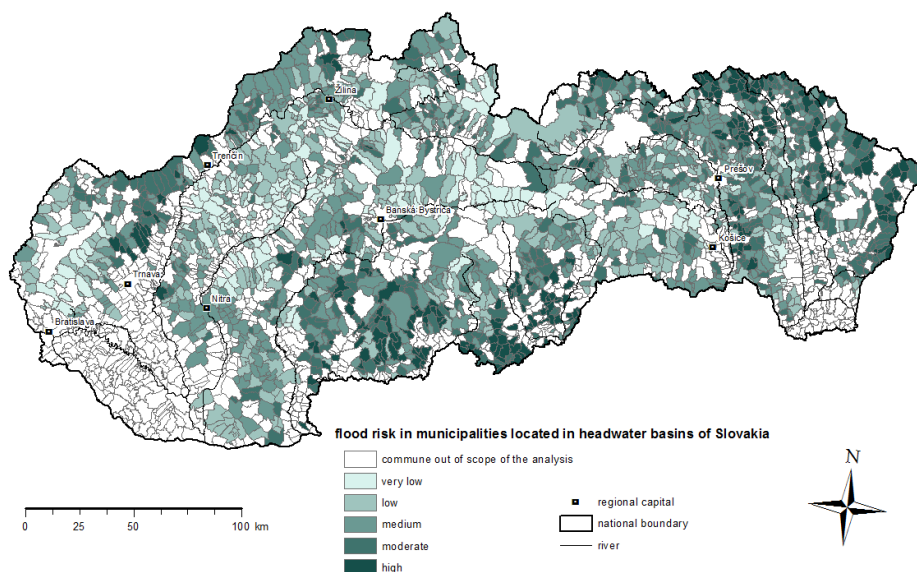 Žilina
Trenčín
Prešov
Banská Bystrica
Košice
Trnava
Nitra
Bratislava
flood risk in municipalities located in headwater basins of Slovakia
commune out of scope of the analysis
very low
low
medium
moderate
high
regional capital
national boundary
river
N
0 25 50 100 km